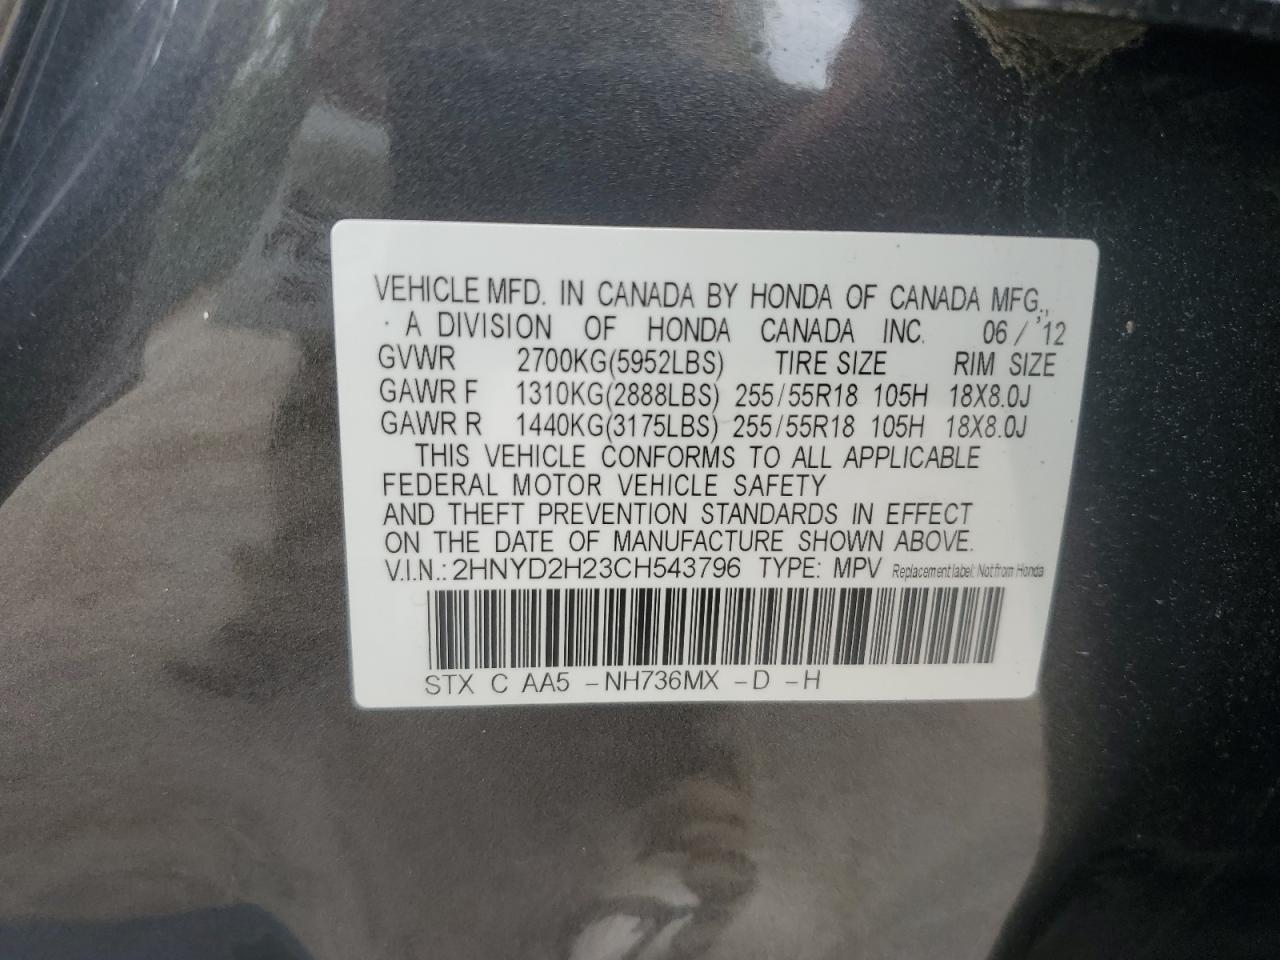 VEHICLE MFD. IN CANADA BY HONDA OF CANADA MFG.,
A DIVISION OF HONDA CANADA INC. 06 / '12
GVWR 2700KG(5952LBS) TIRE SIZE RIM SIZE
GAWR F 1310KG(2888LBS) 255/55R18 105H 18X8.0J
GAWR R 1440KG(3175LBS) 255/55R18 105H 18X8.0J
THIS VEHICLE CONFORMS TO ALL APPLICABLE
FEDERAL MOTOR VEHICLE SAFETY
AND THEFT PREVENTION STANDARDS IN EFFECT
ON THE DATE OF MANUFACTURE SHOWN ABOVE.
V.I.N.: 2HNYD2H23CH543796 TYPE: MPV Replacement label: Not from Honda
STX C AA5 -NH736MX -D -H